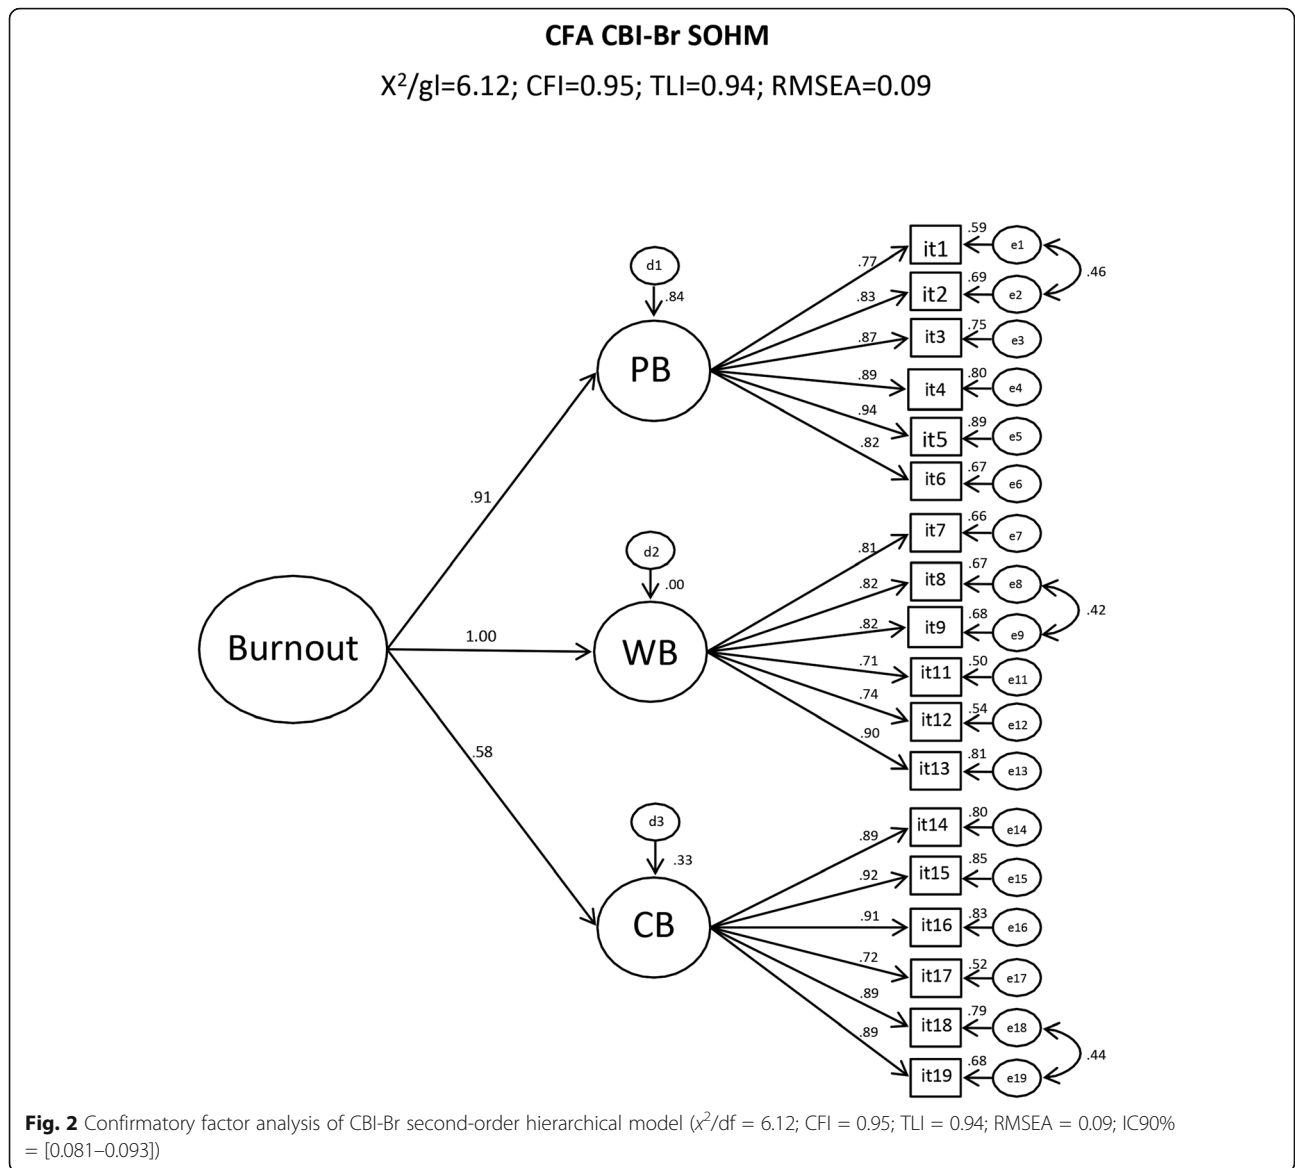 CFA CBI-Br SOHM
X²/gl=6.12; CFI=0.95; TLI=0.94; RMSEA=0.09
.59
it1
e1
.77
.46
d1
.84
.69
it2
e2
.83
.75
it3
e3
.87
PB
.80
it4
e4
.89
.94
.89
it5
e5
.82
.67
it6
e6
.91
.66
it7
e7
.81
d2
.00
.67
it8
e8
.82
.42
.68
it9
e9
.82
Burnout
1.00
WB
.71
.50
it11
e11
.74
.54
it12
e12
.90
.81
it13
e13
.58
d3
.33
.80
it14
e14
.89
.85
it15
e15
.92
CB
.91
.83
it16
e16
.72
.52
it17
e17
.89
.79
it18
e18
.44
.89
.68
it19
e19
Fig. 2 Confirmatory factor analysis of CBI-Br second-order hierarchical model (x²/df = 6.12; CFI = 0.95; TLI = 0.94; RMSEA = 0.09; IC90%
= [0.081–0.093])